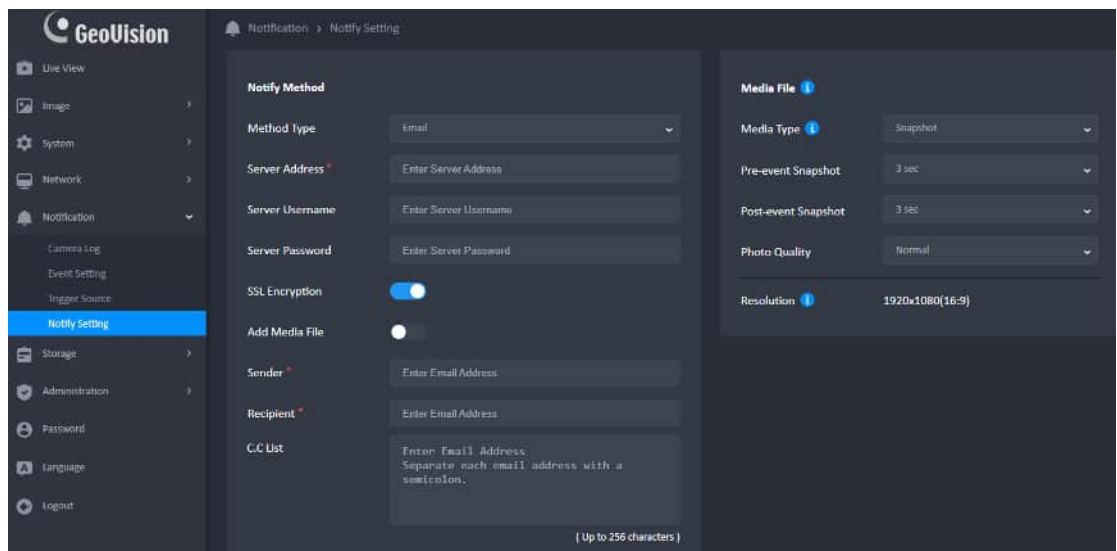 GeoVision
Live View
Image
System
Network
Notification
Camera Log
Event Setting
Trigger Source
Notify Setting
Storage
Administration
Password
Language
Logout
Notification > Notify Setting
Notify Method
Method Type
Email
Server Address *
Enter Server Address
Server Username
Enter Server Username
Server Password
Enter Server Password
SSL Encryption
Add Media File
Sender *
Enter Email Address
Recipient *
Enter Email Address
C.C List
Enter Email Address
Separate each email address with a
semicolon.
( Up to 256 characters )
Media File
Media Type
Snapshot
Pre-event Snapshot
3 sec
Post-event Snapshot
3 sec
Photo Quality
Normal
Resolution
1920x1080(16:9)